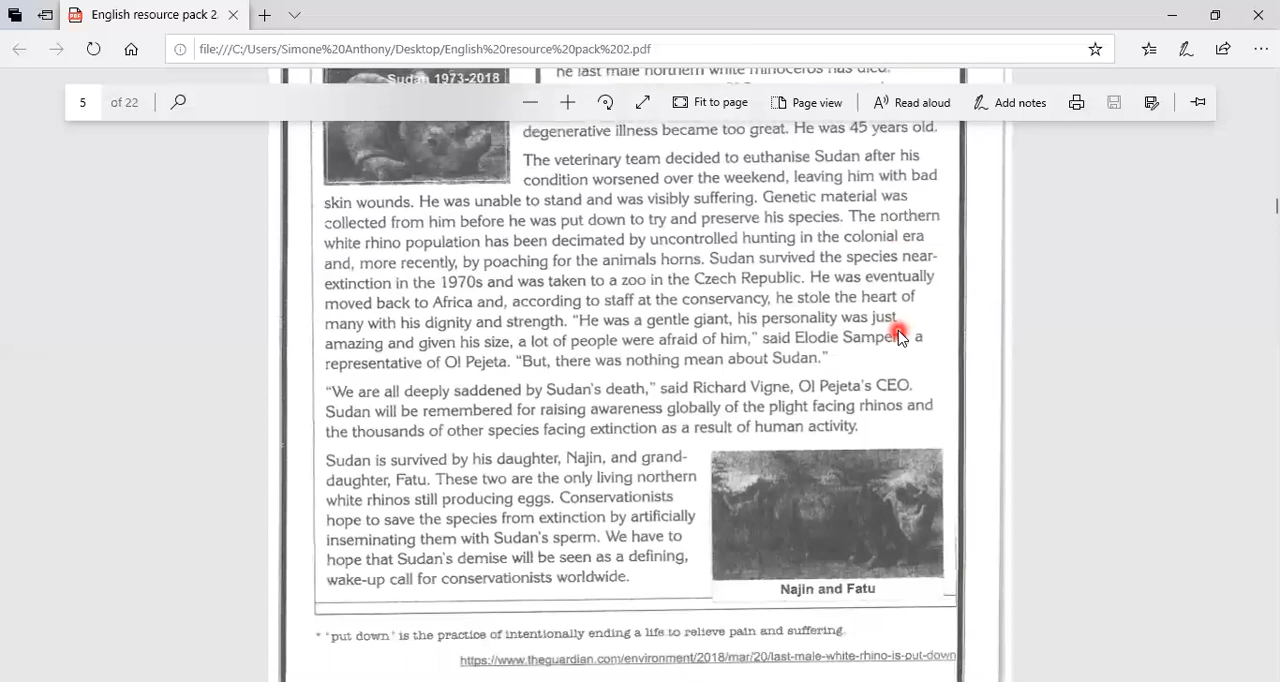 English resource pack 2.
file:///C:/Users/Simone%20Anthony/Desktop/English%20resource%20pack%202.pdf
5 of 22
Fit to page
Page view
Read aloud
Add notes
Sudan 1973-2018
he last male northern white rhinoceros has died.
degenerative illness became too great. He was 45 years old.
The veterinary team decided to euthanise Sudan after his
condition worsened over the weekend, leaving him with bad
skin wounds. He was unable to stand and was visibly suffering. Genetic material was
collected from him before he was put down to try and preserve his species. The northern
white rhino population has been decimated by uncontrolled hunting in the colonial era
and, more recently, by poaching for the animals horns. Sudan survived the species near-
extinction in the 1970s and was taken to a zoo in the Czech Republic. He was eventually
moved back to Africa and, according to staff at the conservancy, he stole the heart of
many with his dignity and strength. “He was a gentle giant, his personality was just
amazing and given his size, a lot of people were afraid of him,” said Elodie a
representative of Ol Pejeta. “But, there was nothing mean about Sudan.”
“We are all deeply saddened by Sudan's death,” said Richard Vigne, Ol Pejeta's CEO.
Sudan will be remembered for raising awareness globally of the plight facing rhinos and
the thousands of other species facing extinction as a result of human activity.
Sudan is survived by his daughter, Najin, and grand-
daughter, Fatu. These two are the only living northern
white rhinos still producing eggs. Conservationists
hope to save the species from extinction by artificially
inseminating them with Sudan's sperm. We have to
hope that Sudan's demise will be seen as a defining,
wake-up call for conservationists worldwide.
Najin and Fatu
* 'put down' is the practice of intentionally ending a life to relieve pain and suffering.
https://www.theguardian.com/environment/2018/mar/20/last-male-white-rhino-is-put-down